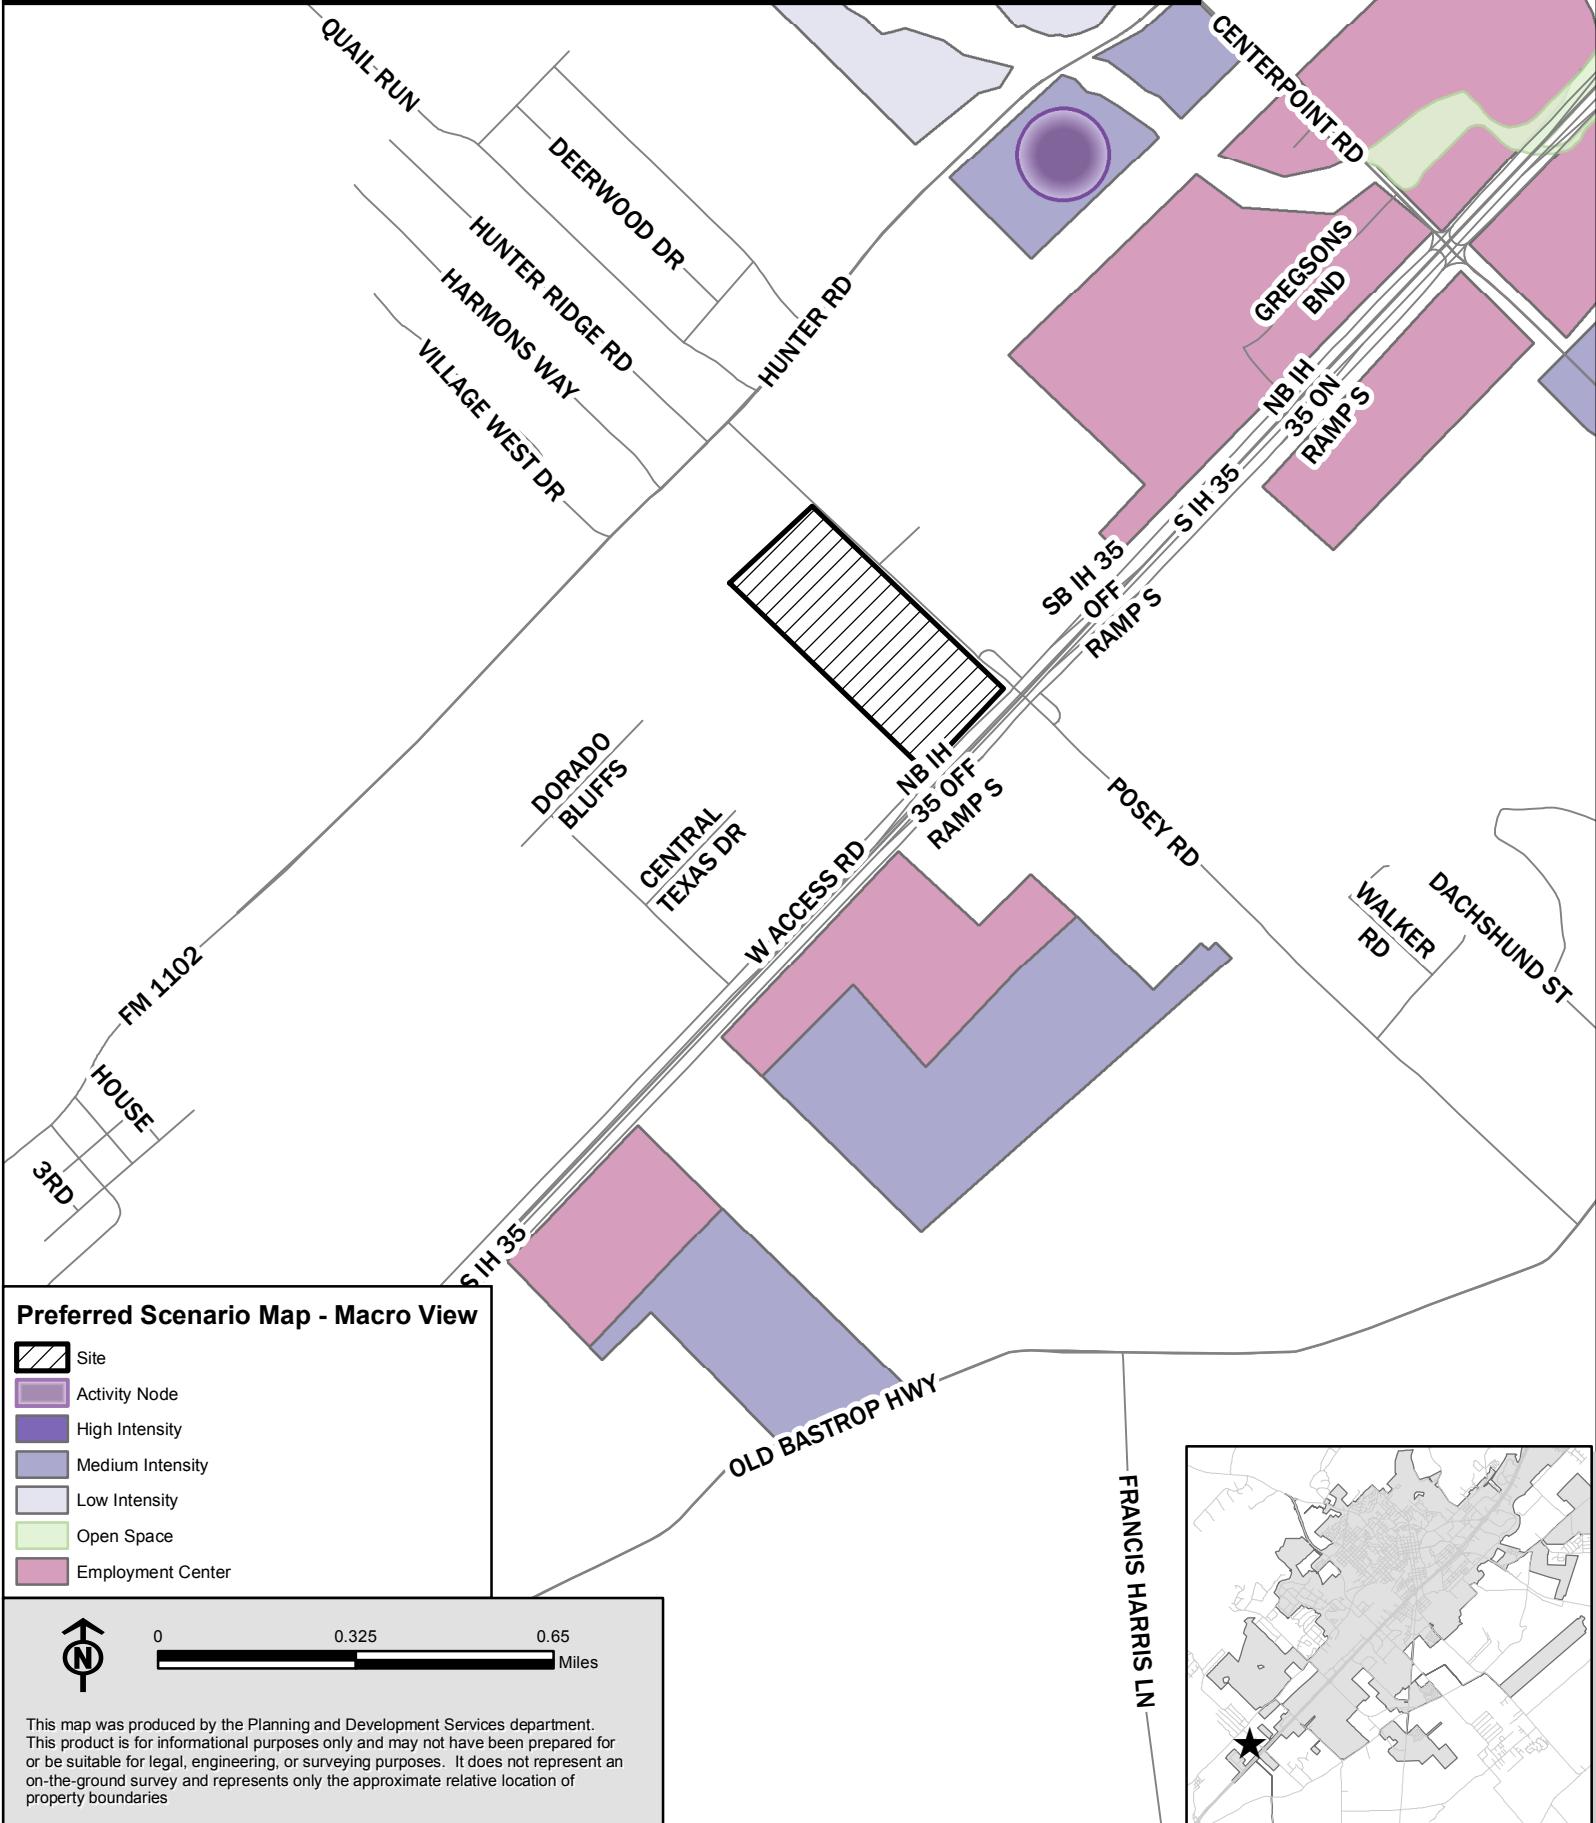 QUAIL RUN
CENTERPOINT RD
DEERWOOD DR
HUNTER RIDGE RD
HARMONS WAY
VILLAGE WEST DR
HUNTER RD
GREGSONS
BND
NB IH
35 ON
RAMP S
S IH 35
SB IH 35
OFF
RAMP S
NB IH
35 OFF
RAMP S
DORADO
BLUFFS
CENTRAL
TEXAS DR
W ACCESS RD
POSEY RD
WALKER
RD
DACHSHUND ST
FM 1102
HOUSE
3RD
S IH 35
OLD BASTROP HWY
FRANCIS HARRIS LN
Preferred Scenario Map - Macro View
Site
Activity Node
High Intensity
Medium Intensity
Low Intensity
Open Space
Employment Center
N
0 0.325 0.65
Miles
This map was produced by the Planning and Development Services department.
This product is for informational purposes only and may not have been prepared for
or be suitable for legal, engineering, or surveying purposes. It does not represent an
on-the-ground survey and represents only the approximate relative location of
property boundaries